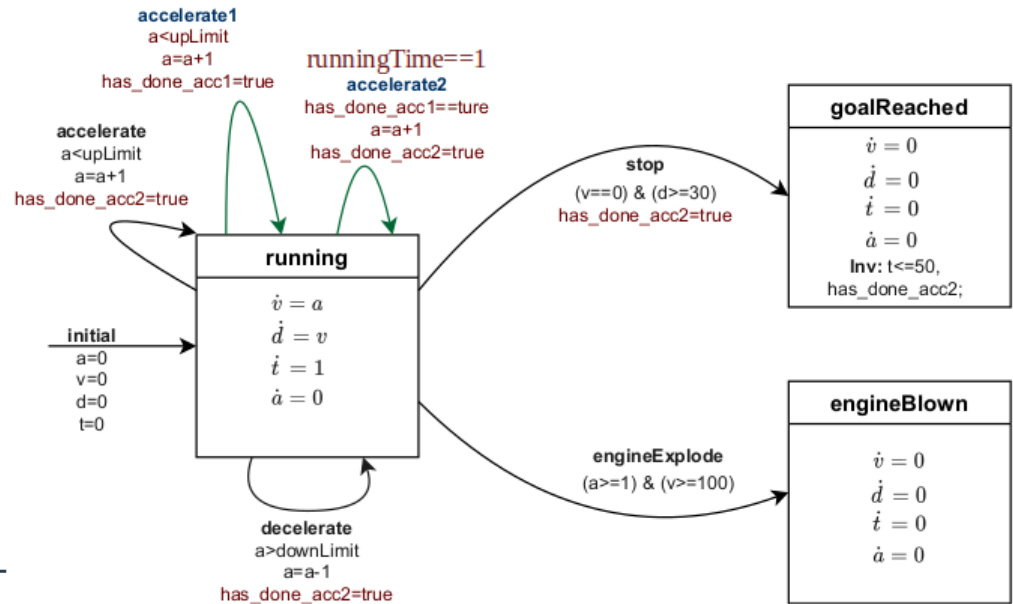 accelerate1
a<upLimit
a=a+1
has_done_acc1=true
runningTime==1
accelerate2
has_done_acc1==ture
a=a+1
has_done_acc2=true
accelerate
a<upLimit
a=a+1
has_done_acc2=true
initial
a=0
v=0
d=0
t=0
running
v̇ = a
ḋ = v
ṫ = 1
ȧ = 0
decelerate
a>downLimit
a=a-1
has_done_acc2=true
stop
(v==0) & (d>=30)
has_done_acc2=true
goalReached
v̇ = 0
ḋ = 0
ṫ = 0
ȧ = 0
Inv: t<=50,
has_done_acc2;
engineExplode
(a>=1) & (v>=100)
engineBlown
v̇ = 0
ḋ = 0
ṫ = 0
ȧ = 0